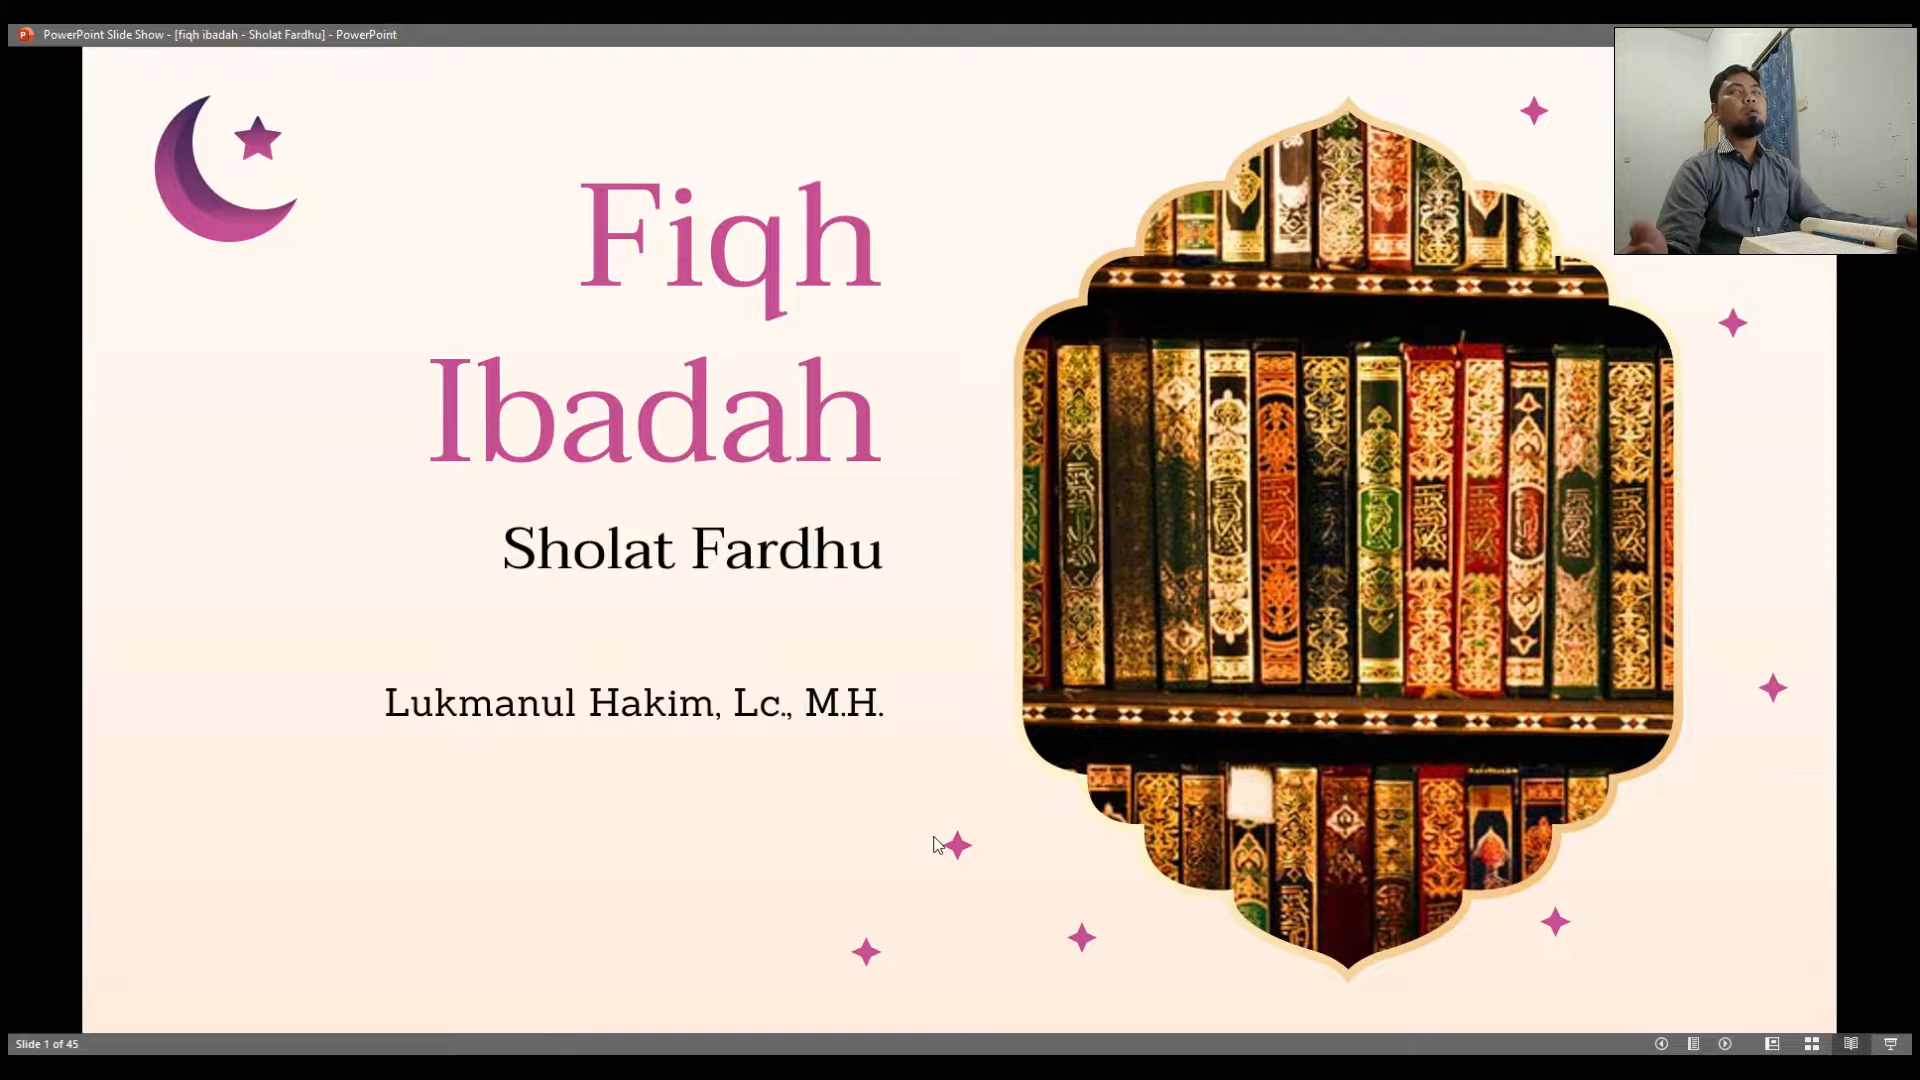 PowerPoint Slide Show - [fiqh ibadah - Sholat Fardhu] - PowerPoint
Fiqh
Ibadah
Sholat Fardhu
Lukmanul Hakim, Lc., M.H.
Slide 1 of 45